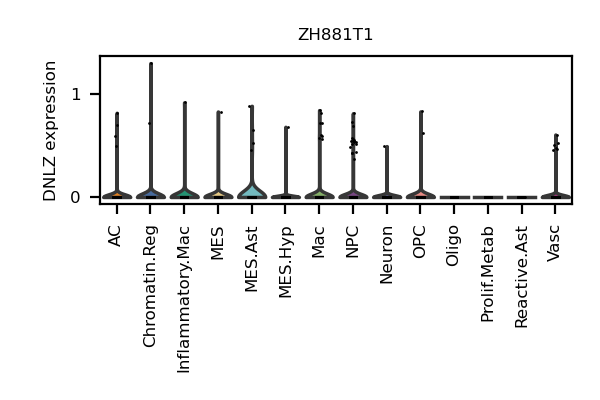 ZH881T1
DNLZ expression
1
0
AC
Chromatin.Reg
Inflammatory.Mac
MES
MES.Ast
MES.Hyp
Mac
NPC
Neuron
OPC
Oligo
Prolif.Metab
Reactive.Ast
Vasc